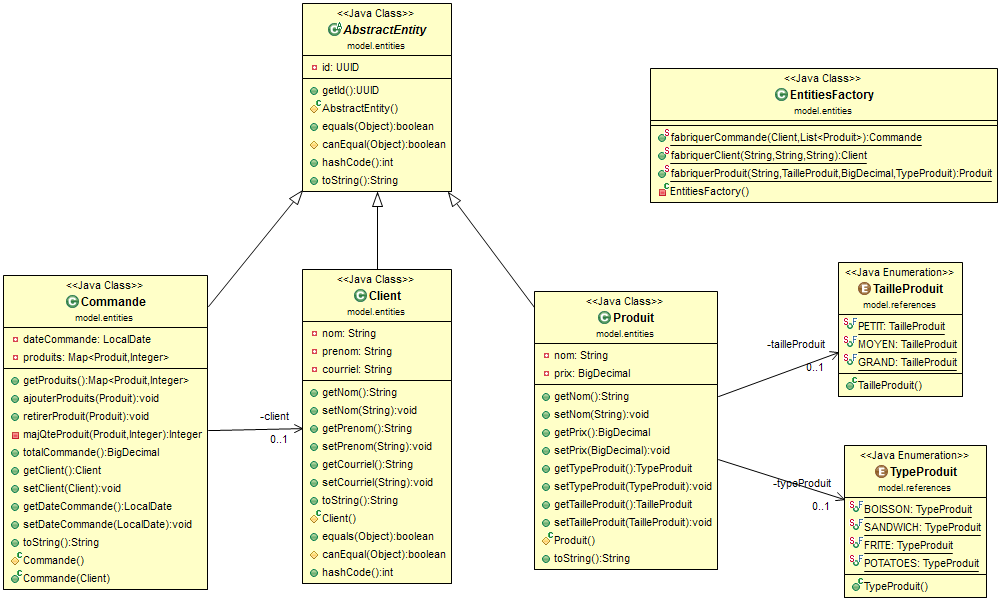 <<Java Class>>
AbstractEntity
model.entities
id: UUID
getId():UUID
AbstractEntity()
equals(Object):boolean
canEqual(Object):boolean
hashCode():int
toString():String
<<Java Class>>
EntitiesFactory
model.entities
fabriquerCommande(Client,List<Produit>):Commande
fabriquerClient(String,String,String):Client
fabriquerProduit(String,TailleProduit,BigDecimal,TypeProduit):Produit
EntitiesFactory()
<<Java Class>>
Commande
model.entities
dateCommande: LocalDate
produits: Map<Produit,Integer>
getProduits():Map<Produit,Integer>
ajouterProduits(Produit):void
retirerProduit(Produit):void
majQteProduit(Produit,Integer):Integer
totalCommande():BigDecimal
getClient():Client
setClient(Client):void
getDateCommande():LocalDate
setDateCommande(LocalDate):void
toString():String
Commande()
Commande(Client)
-client
0..1
<<Java Class>>
Client
model.entities
nom: String
prenom: String
courriel: String
getNom():String
setNom(String):void
getPrenom():String
setPrenom(String):void
getCourriel():String
setCourriel(String):void
toString():String
Client()
equals(Object):boolean
canEqual(Object):boolean
hashCode():int
<<Java Class>>
Produit
model.entities
nom: String
prix: BigDecimal
getNom():String
setNom(String):void
getPrix():BigDecimal
setPrix(BigDecimal):void
getTypeProduit():TypeProduit
setTypeProduit(TypeProduit):void
getTailleProduit():TailleProduit
setTailleProduit(TailleProduit):void
Produit()
toString():String
-tailleProduit
0..1
<<Java Enumeration>>
TailleProduit
model.references
PETIT: TailleProduit
MOYEN: TailleProduit
GRAND: TailleProduit
TailleProduit()
-typeProduit
0..1
<<Java Enumeration>>
TypeProduit
model.references
BOISSON: TypeProduit
SANDWICH: TypeProduit
FRITE: TypeProduit
POTATOES: TypeProduit
TypeProduit()